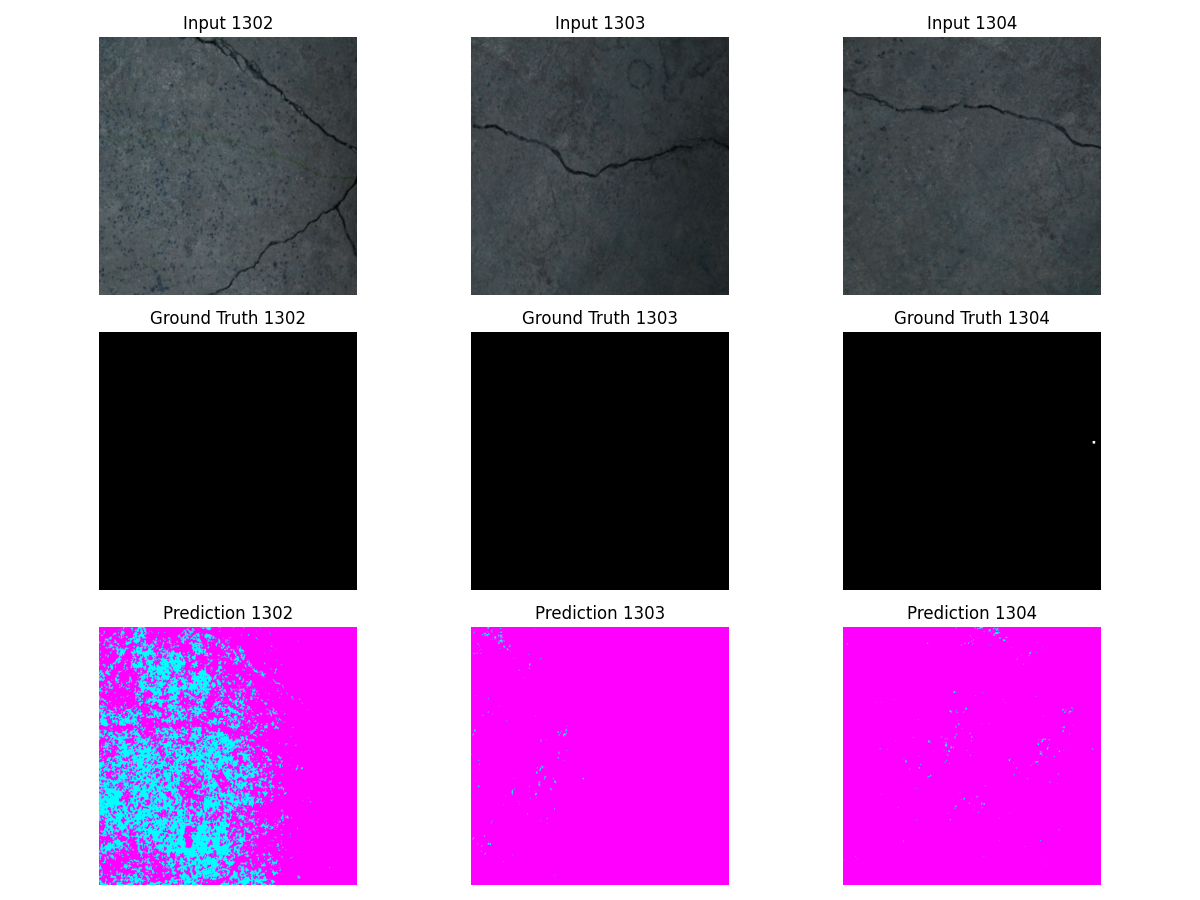 Input 1302
Input 1303
Input 1304
Ground Truth 1302
Ground Truth 1303
Ground Truth 1304
Prediction 1302
Prediction 1303
Prediction 1304